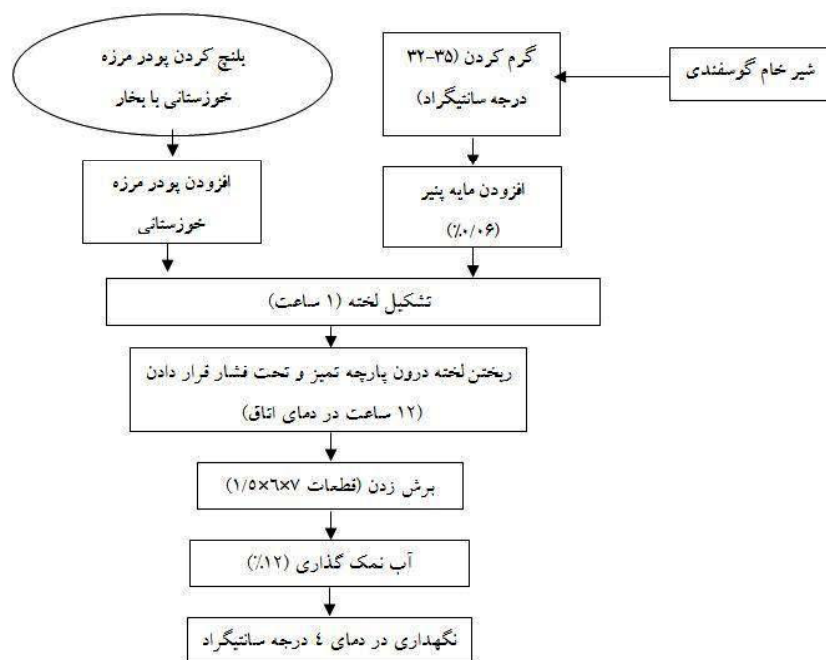 شیر خام گوسفندی
گرم کردن (۳۵-۳۲
درجه سانتیگراد)
افزودن مایه پنیر
(٪۰/۰۶)
بلنچ کردن پودر مرزه
خوزستانی با بخار
افزودن پودر مرزه
خوزستانی
تشکیل لخته (۱ ساعت)
ریختن لخته درون پارچه تمیز و تحت فشار قرار دادن
(۱۲ ساعت در دمای اتاق)
برش زدن (قطعات ۷×۶×۱/۵)
آب نمک گذاری (۱۲٪)
نگهداری در دمای ٤ درجه سانتیگراد